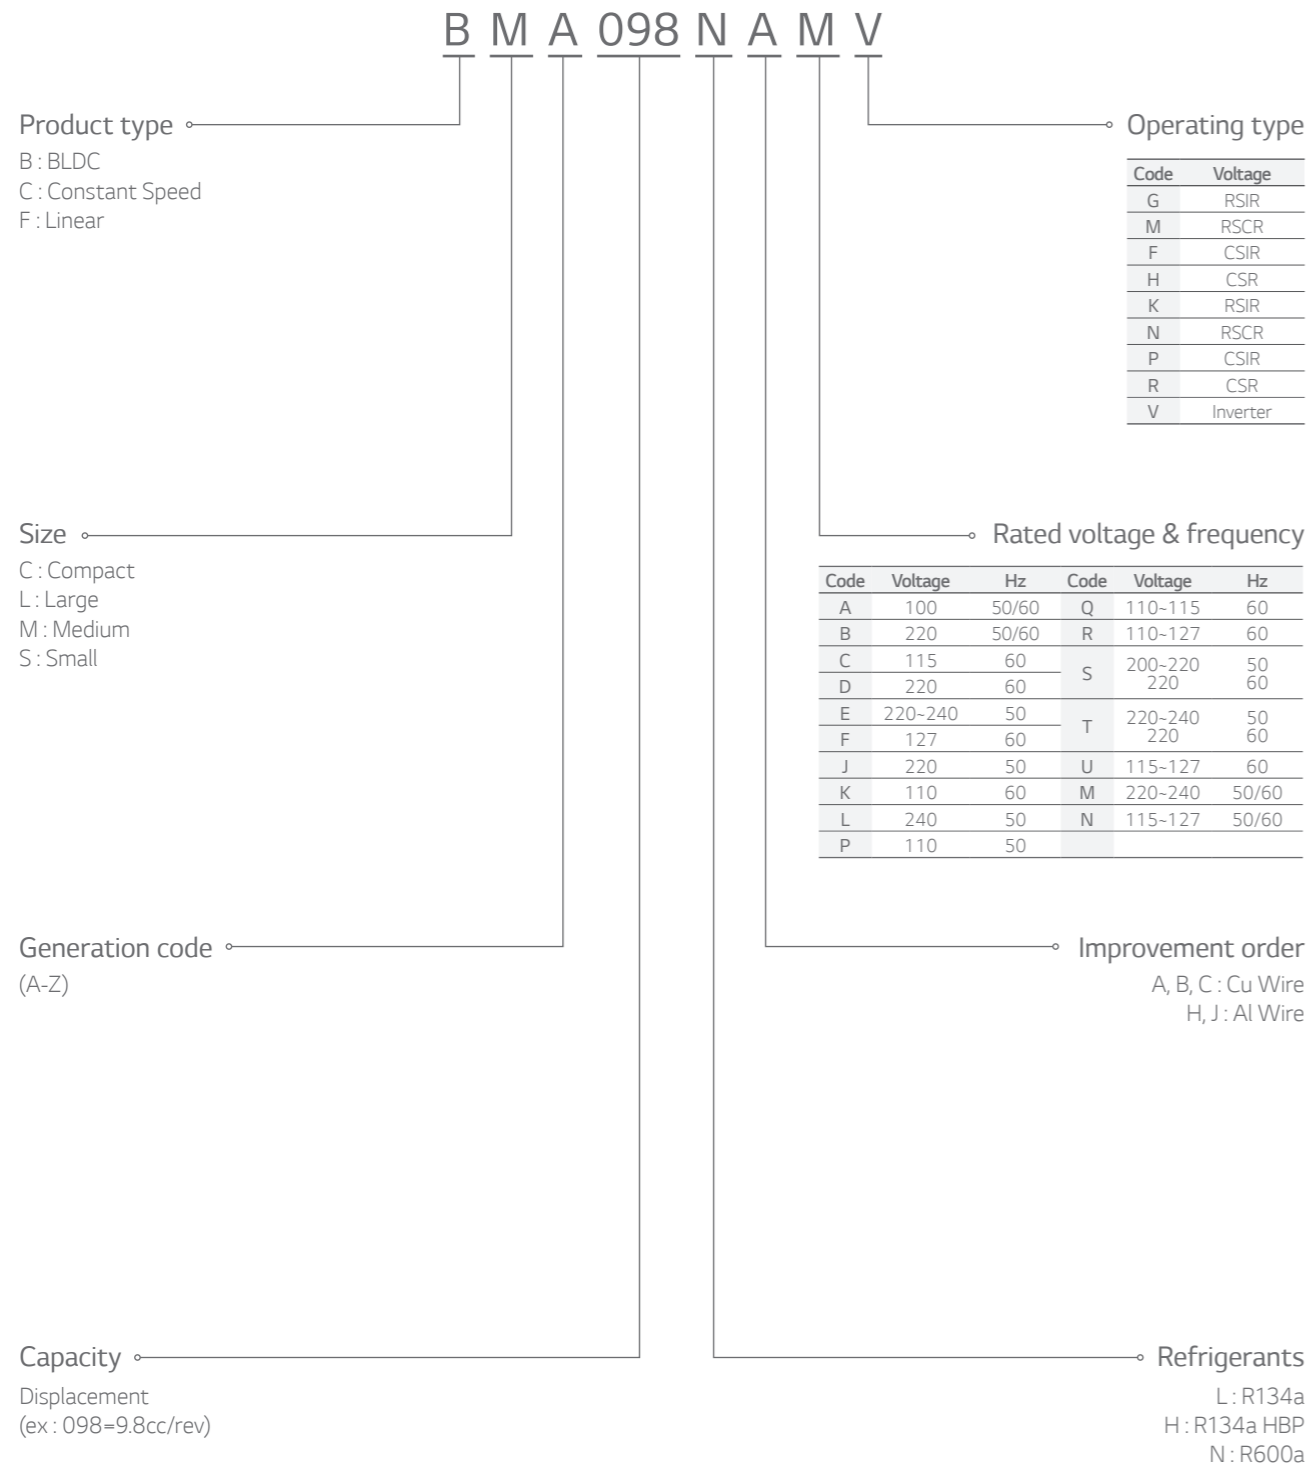 B M A 098 N A M V
Product type
B : BLDC
C : Constant Speed
F : Linear
Operating type
Code Voltage
G RSIR
M RSCR
F CSIR
H CSR
K RSIR
N RSCR
P CSIR
R CSR
V Inverter
Size
C : Compact
L : Large
M : Medium
S : Small
Rated voltage & frequency
Code Voltage Hz Code Voltage Hz
A 100 50/60 Q 110~115 60
B 220 50/60 R 110~127 60
C 115 60 S 200~220 50
D 220 60 220 60
E 220~240 50 T 220~240 50
F 127 60 220 60
J 220 50 U 115~127 60
K 110 60 M 220~240 50/60
L 240 50 N 115~127 50/60
P 110 50
Generation code
(A-Z)
Improvement order
A, B, C : Cu Wire
H, J : Al Wire
Capacity
Displacement
(ex : 098=9.8cc/rev)
Refrigerants
L : R134a
H : R134a HBP
N : R600a